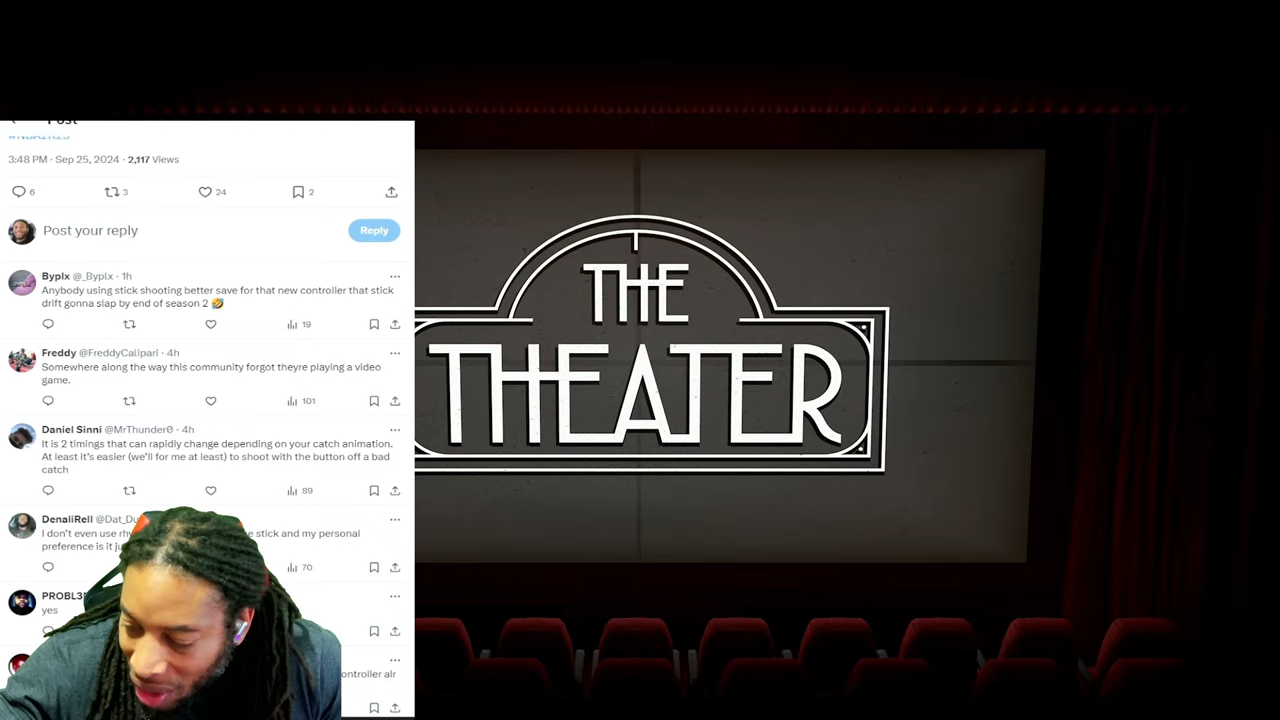 Post
#NBA2K25
3:48 PM · Sep 25, 2024 · 2,117 Views
6 3 24 2
Post your reply
Reply
Byplx @_Byplx · 1h
Anybody using stick shooting better save for that new controller that stick
drift gonna slap by end of season 2 🤣
19
Freddy @FreddyCalipari · 4h
Somewhere along the way this community forgot theyre playing a video
game.
101
Daniel Sinni @MrThunder0 · 4h
It is 2 timings that can rapidly change depending on your catch animation.
At least it's easier (we'll for me at least) to shoot with the button off a bad
catch
89
DenaliRell
I don't even use stick and my personal
preference is it
70
yes
THE
THEATER